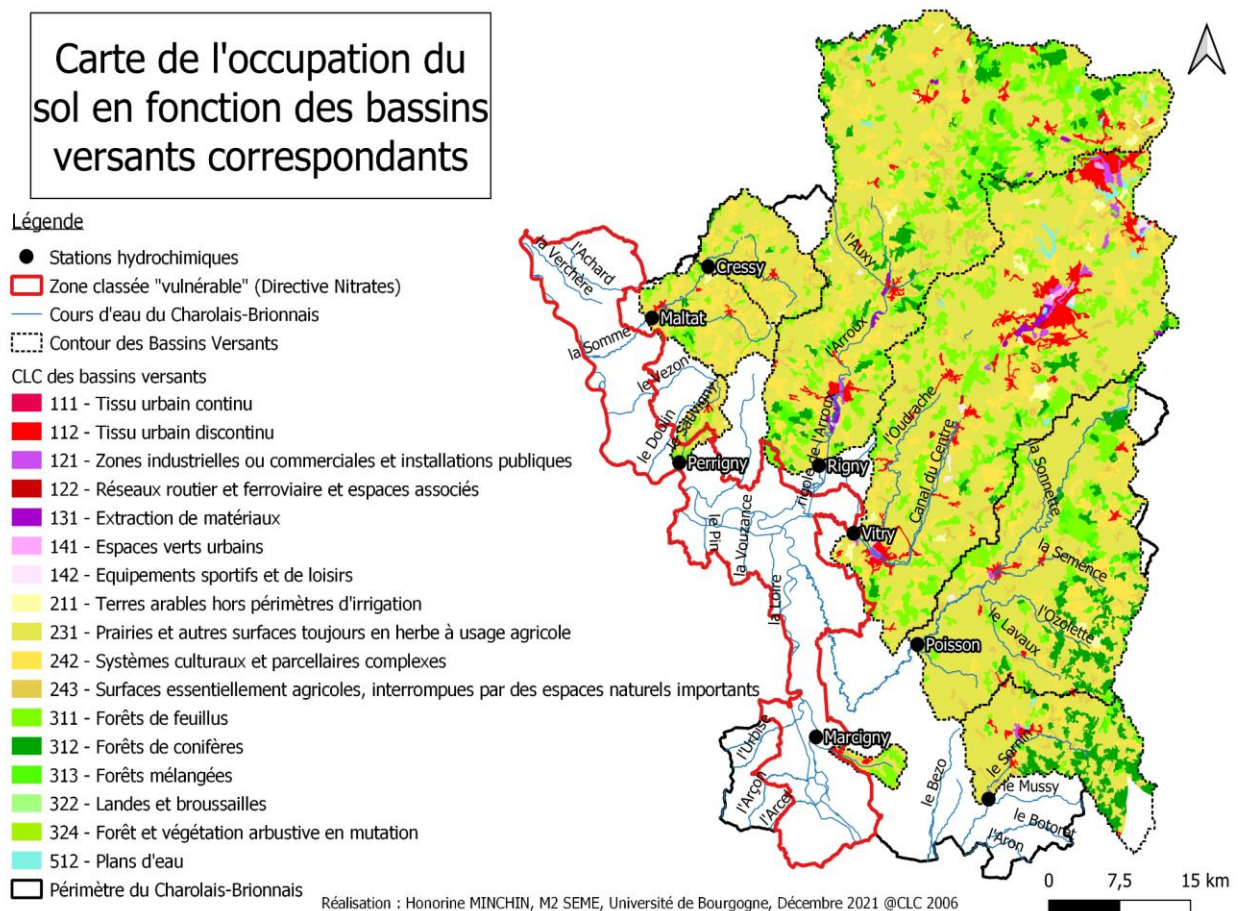 Carte de l'occupation du
sol en fonction des bassins
versants correspondants
Légende
Stations hydrochimiques
Zone classée "vulnérable" (Directive Nitrates)
Cours d'eau du Charolais-Brionnais
Contour des Bassins Versants
CLC des bassins versants
111 - Tissu urbain continu
112 - Tissu urbain discontinu
121 - Zones industrielles ou commerciales et installations publiques
122 - Réseaux routier et ferroviaire et espaces associés
131 - Extraction de matériaux
141 - Espaces verts urbains
142 - Equipements sportifs et de loisirs
211 - Terres arables hors périmètres d'irrigation
231 - Prairies et autres surfaces toujours en herbe à usage agricole
242 - Systèmes culturaux et parcellaires complexes
243 - Surfaces essentiellement agricoles, interrompues par des espaces naturels importants
311 - Forêts de feuillus
312 - Forêts de conifères
313 - Forêts mélangées
322 - Landes et broussailles
324 - Forêt et végétation arbustive en mutation
512 - Plans d'eau
Périmètre du Charolais-Brionnais
l'Achard
la Verchère
Cressy
l'Auxy
Maltat
la Somme
l'Arroux
le Vezon
le Sauvigny
le Doulin
l'Oudrache
Canal du Centre
Perrigny
rigole de l'Arroux
Rigny
la Sonnette
le Pin
la Vouzance
Vitry
la Semence
la Loire
l'Ozolette
le Lavaux
Poisson
l'Urbise
Marcigny
le Sornin
l'Arçon
l'Arcel
le Bezo
le Mussy
le Botoret
l'Aron
0 7,5 15 km
Réalisation : Honorine MINCHIN, M2 SEME, Université de Bourgogne, Décembre 2021 @CLC 2006